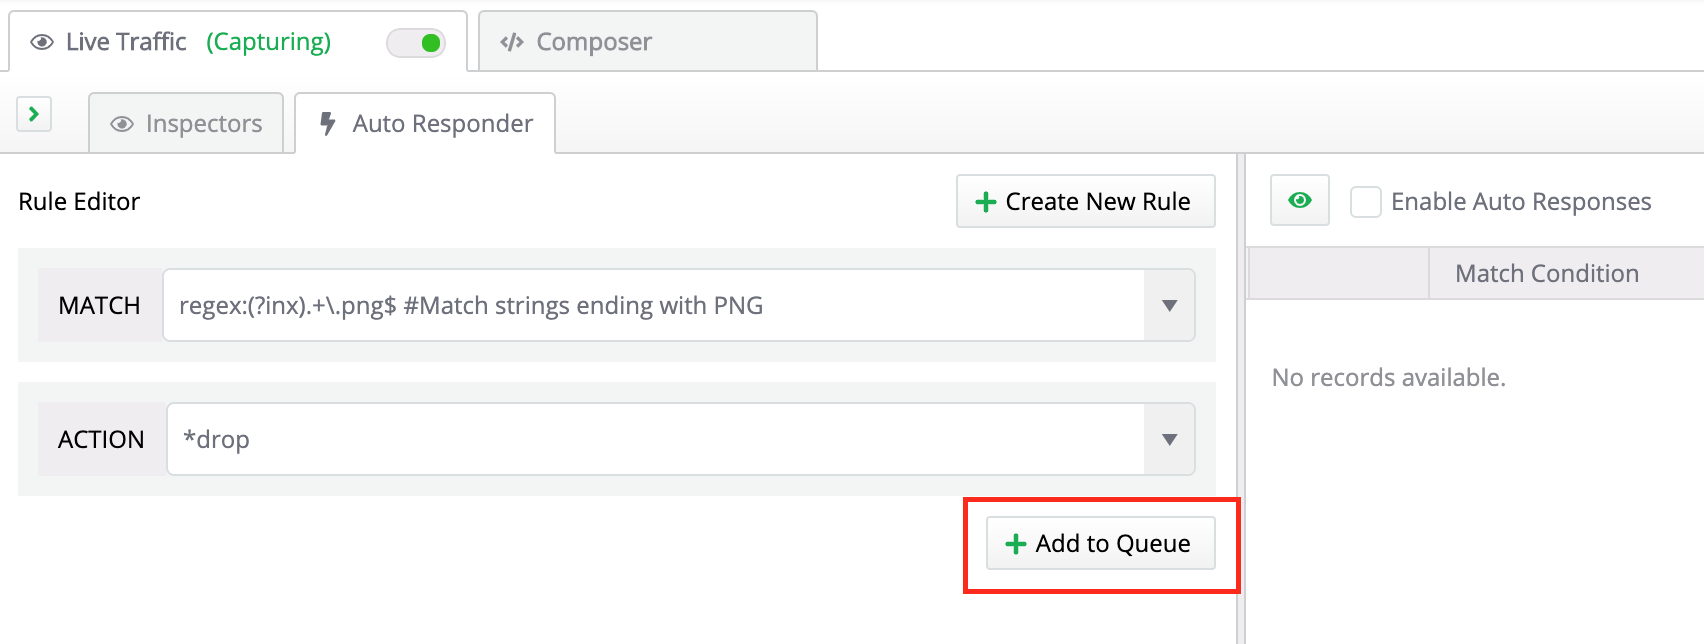 Live Traffic (Capturing)
</> Composer
Inspectors
Auto Responder
Rule Editor
Create New Rule
MATCH
regex:(?inx).+\.png$ #Match strings ending with PNG
ACTION
*drop
Add to Queue
Enable Auto Responses
Match Condition
No records available.